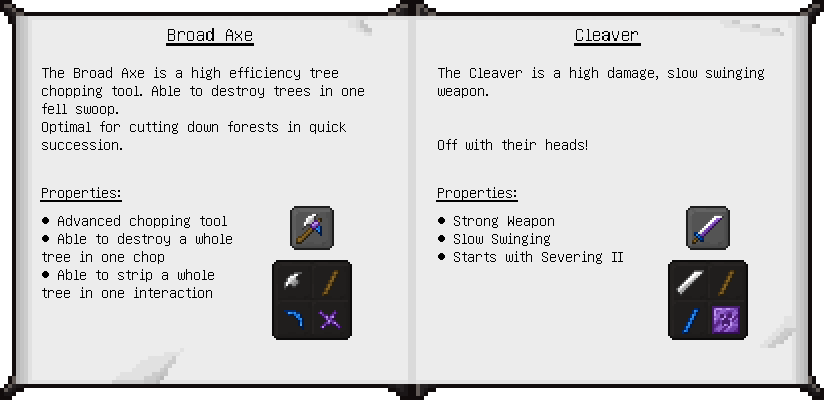 Broad Axe
The Broad Axe is a high efficiency tree
chopping tool. Able to destroy trees in one
fell swoop.
Optimal for cutting down forests in quick
succession.
Properties:
● Advanced chopping tool
● Able to destroy a whole
tree in one chop
● Able to strip a whole
tree in one interaction
Cleaver
The Cleaver is a high damage, slow swinging
weapon.
Off with their heads!
Properties:
● Strong Weapon
● Slow Swinging
● Starts with Severing II